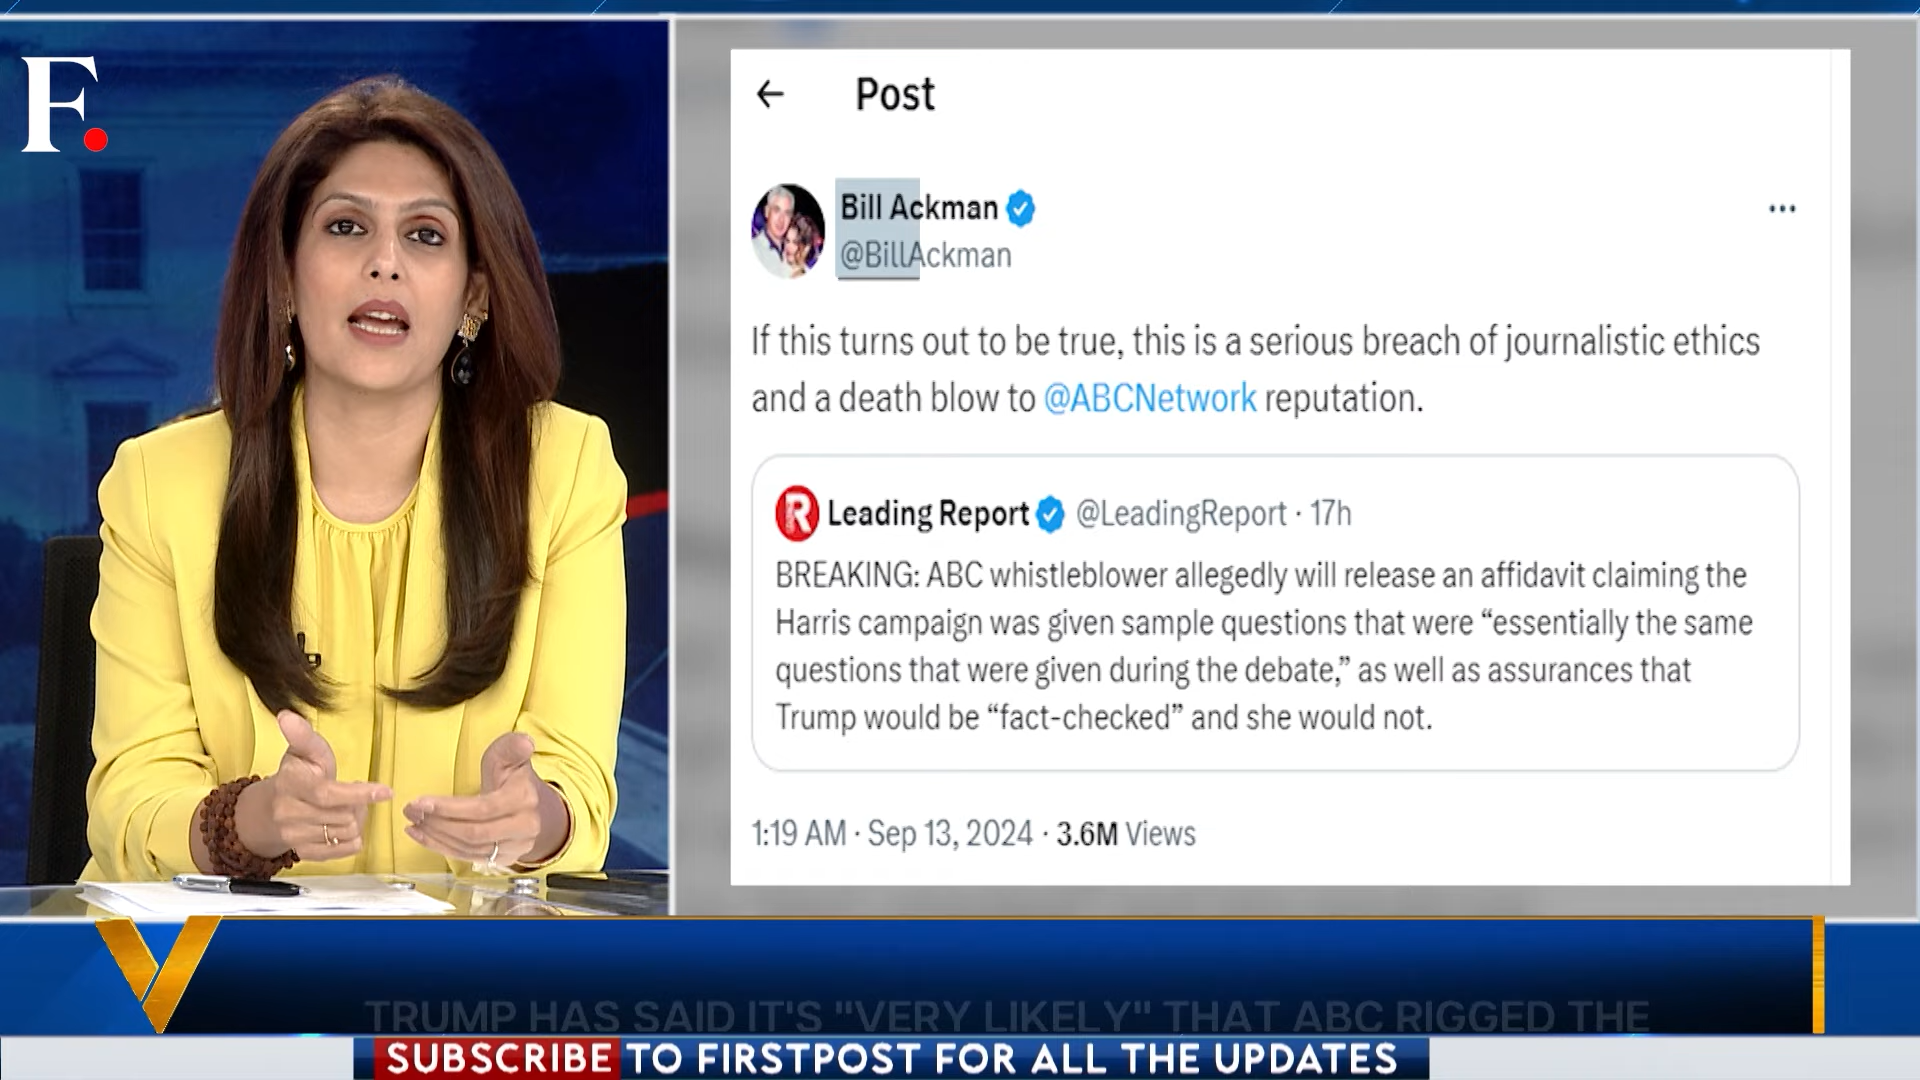 F.
Post
Bill Ackman
@BillAckman
If this turns out to be true, this is a serious breach of journalistic ethics
and a death blow to @ABCNetwork reputation.
R Leading Report @LeadingReport · 17h
BREAKING: ABC whistleblower allegedly will release an affidavit claiming the
Harris campaign was given sample questions that were “essentially the same
questions that were given during the debate,” as well as assurances that
Trump would be “fact-checked” and she would not.
1:19 AM · Sep 13, 2024 · 3.6M Views
V
TRUMP HAS SAID IT'S "VERY LIKELY" THAT ABC RIGGED THE
SUBSCRIBE TO FIRSTPOST FOR ALL THE UPDATES